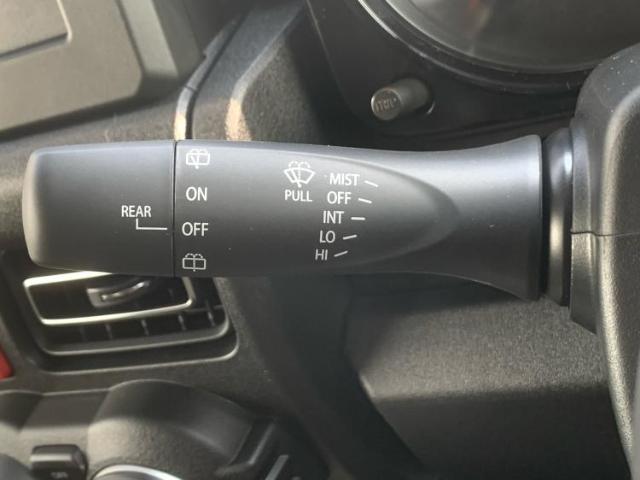 REAR
ON
OFF
PULL
MIST
OFF
INT
LO
HI